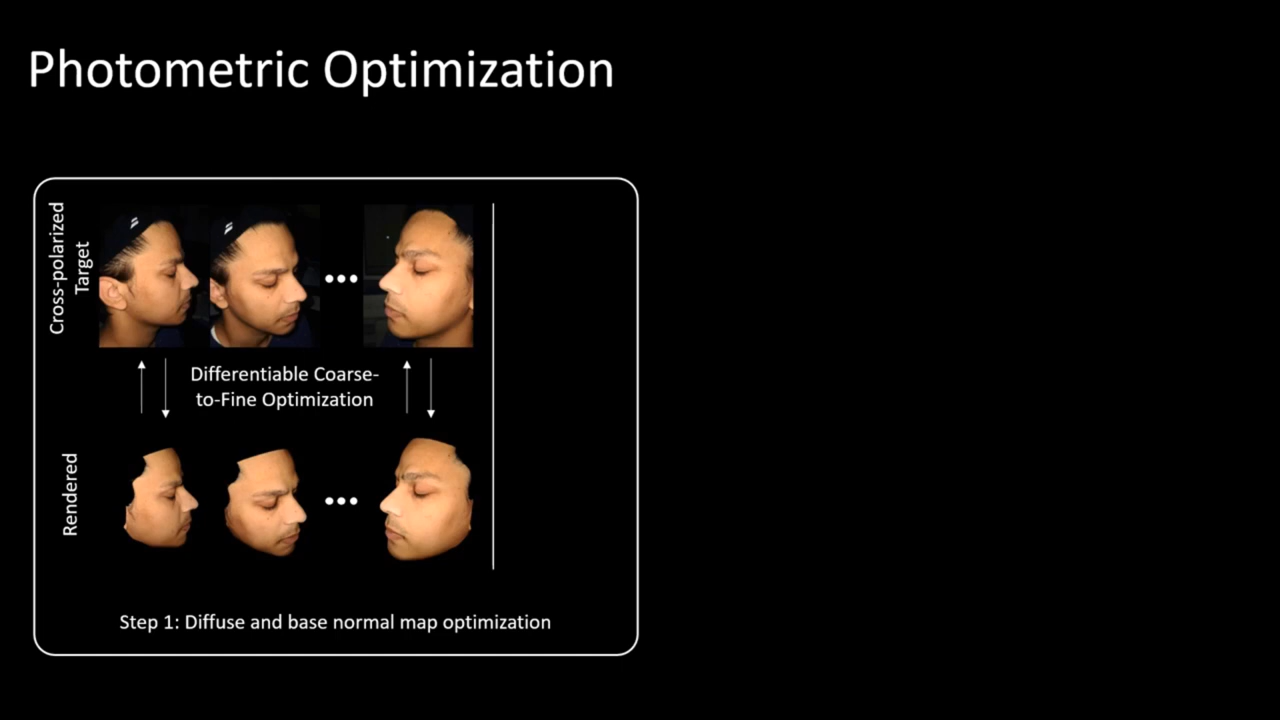 Photometric Optimization
Cross-polarized
Target
Differentiable Coarse-
to-Fine Optimization
Rendered
Step 1: Diffuse and base normal map optimization